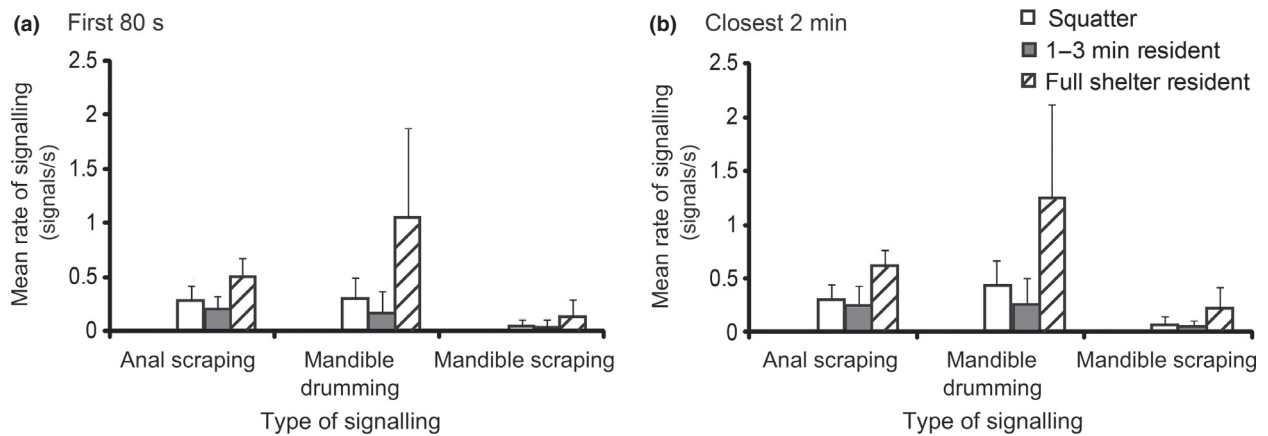 (a) First 80 s
2.5
2
1.5
1
0.5
0
Mean rate of signalling
(signals/s)
Anal scraping
Mandible
drumming
Mandible scraping
Type of signalling
(b) Closest 2 min
Squatter
1–3 min resident
Full shelter resident
2.5
2
1.5
1
0.5
0
Mean rate of signalling
(signals/s)
Anal scraping
Mandible
drumming
Mandible scraping
Type of signalling